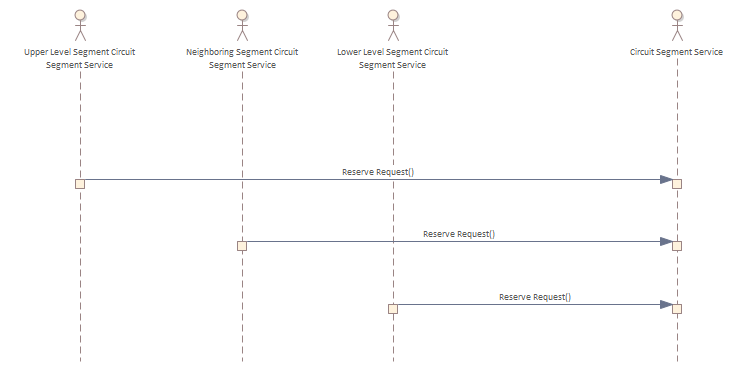 Upper Level Segment Circuit
Segment Service
Neighboring Segment Circuit
Segment Service
Lower Level Segment Circuit
Segment Service
Circuit Segment Service
Reserve Request()
Reserve Request()
Reserve Request()